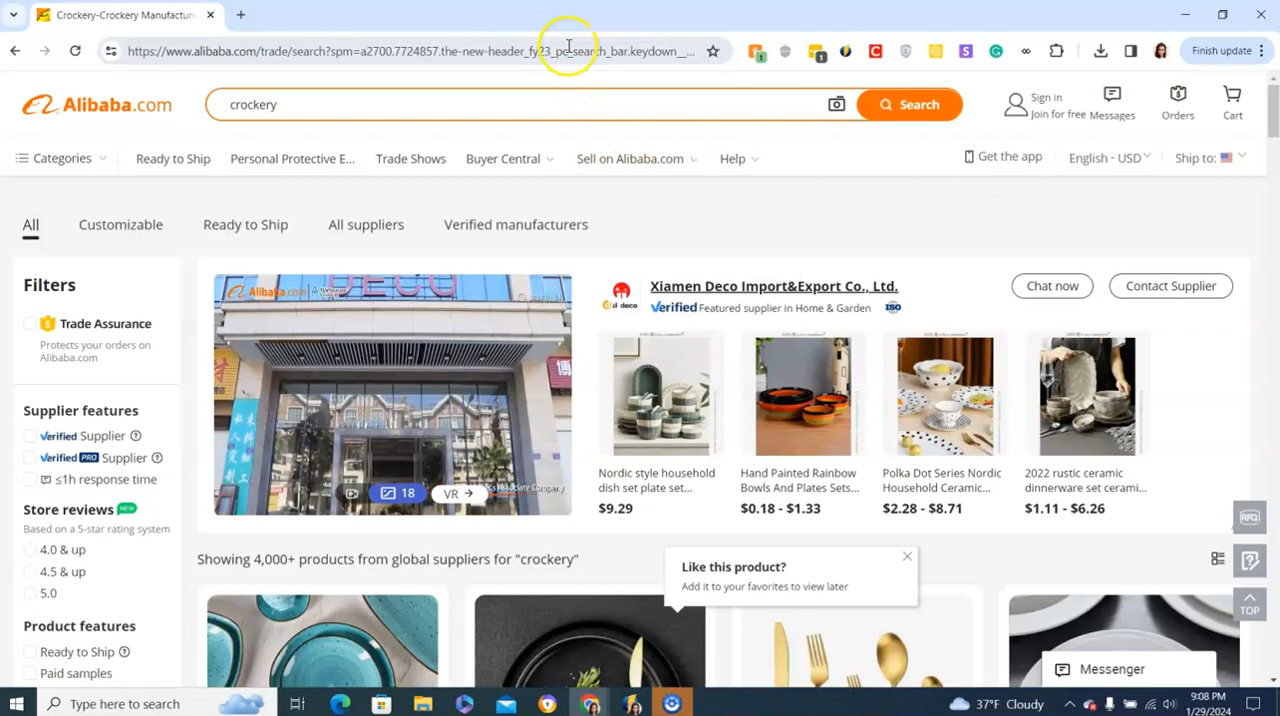 Crockery-Crockery Manufacture
https://www.alibaba.com/trade/search?spm=a2700.7724857.the-new-header_fy23_pc_search_bar.keydown__...
1
1
Finish update
Alibaba.com
crockery
Search
Sign in
Join for free
Messages
Orders
Cart
Categories
Ready to Ship
Personal Protective E...
Trade Shows
Buyer Central
Sell on Alibaba.com
Help
Get the app
English - USD
Ship to:
All
Customizable
Ready to Ship
All suppliers
Verified manufacturers
Filters
Trade Assurance
Protects your orders on
Alibaba.com
Supplier features
Verified Supplier
Verified PRO Supplier
≤1h response time
Store reviews NEW
Based on a 5-star rating system
4.0 & up
4.5 & up
5.0
Product features
Ready to Ship
Paid samples
Alibaba.com
DECO
18
VR
Xiamen Deco Import&Export Co., Ltd.
Verified Featured supplier in Home & Garden
ISO
Chat now
Contact Supplier
Nordic style household
dish set plate set...
$9.29
Hand Painted Rainbow
Bowls And Plates Sets...
$0.18 - $1.33
Polka Dot Series Nordic
Household Ceramic...
$2.28 - $8.71
2022 rustic ceramic
dinnerware set cerami...
$1.11 - $6.26
Showing 4,000+ products from global suppliers for "crockery"
Like this product?
Add it to your favorites to view later
RFQ
TOP
Messenger
Type here to search
37°F Cloudy
9:08 PM
1/29/2024